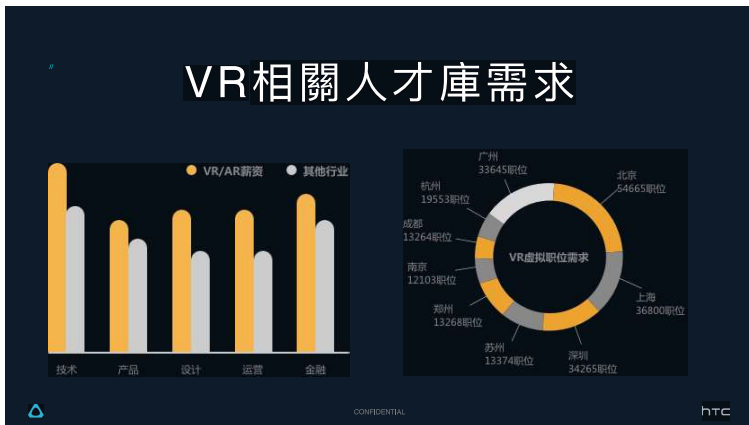 VR相關人才庫需求
VR/AR薪资
其他行业
技术
产品
设计
运营
金融
广州
33645职位
北京
54665职位
杭州
19553职位
成都
13264职位
VR虚拟职位需求
南京
12103职位
上海
36800职位
郑州
13268职位
苏州
13374职位
深圳
34265职位
CONFIDENTIAL
hTC